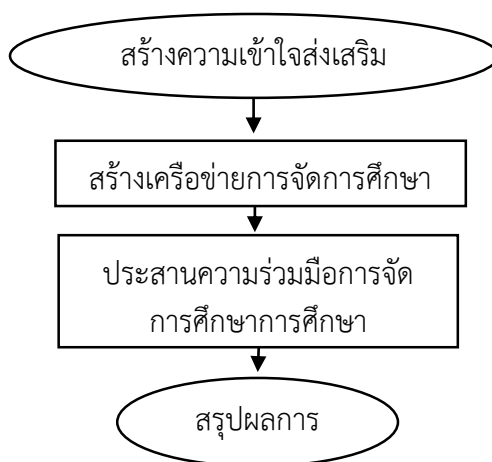 สร้างความเข้าใจส่งเสริม
สร้างเครือข่ายการจัดการศึกษา
ประสานความร่วมมือการจัด
การศึกษาการศึกษา
สรุปผลการ